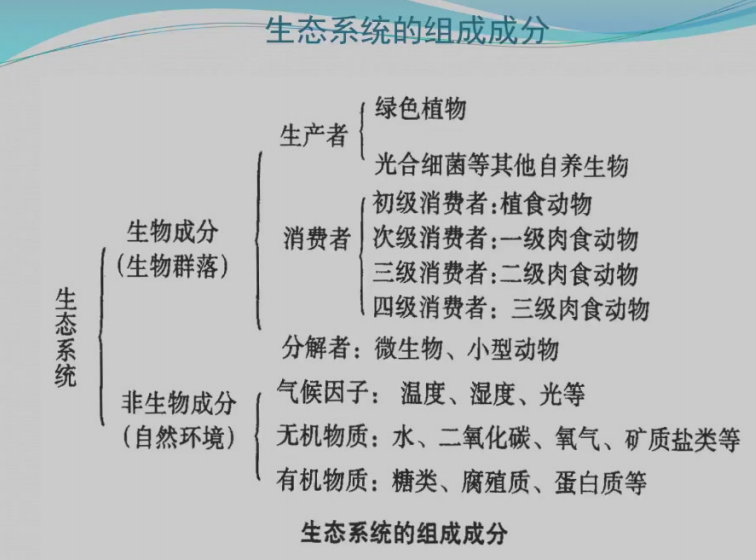 生态系统的组成成分
绿色植物
生产者
光合细菌等其他自养生物
初级消费者:植食动物
生物成分
消费者
次级消费者:一级肉食动物
(生物群落)
三级消费者:二级肉食动物
四级消费者: 三级肉食动物
生态系统
分解者: 微生物、小型动物
非生物成分
气候因子: 温度、湿度、光等
(自然环境)
无机物质: 水、二氧化碳、氧气、矿质盐类等
有机物质: 糖类、腐殖质、蛋白质等
生态系统的组成成分